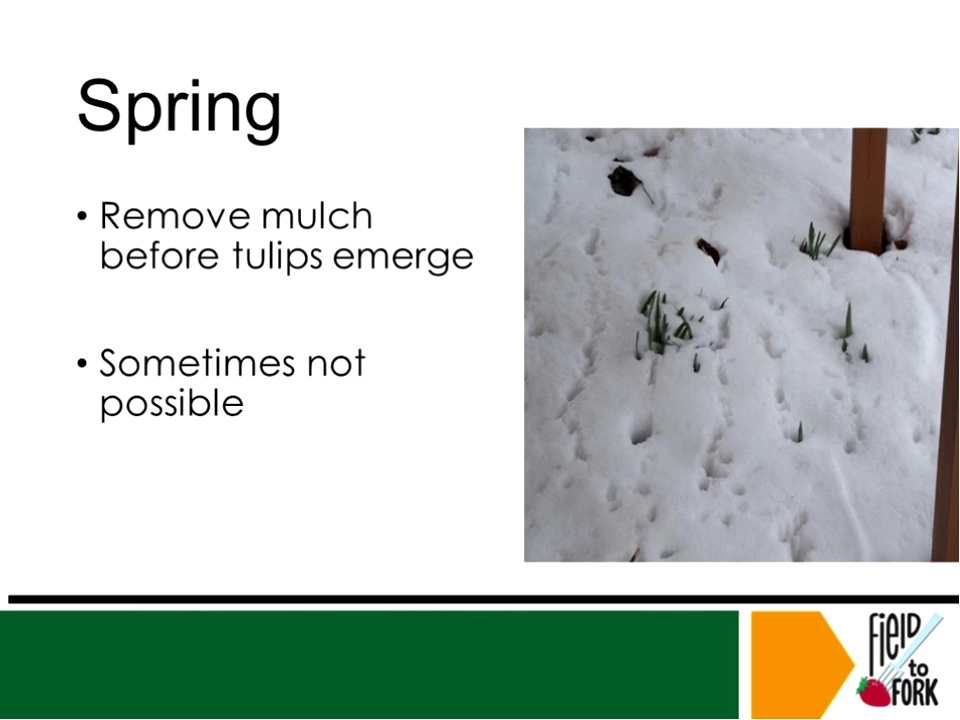 Spring
• Remove mulch
before tulips emerge
• Sometimes not
possible
FiELD
to
FORK